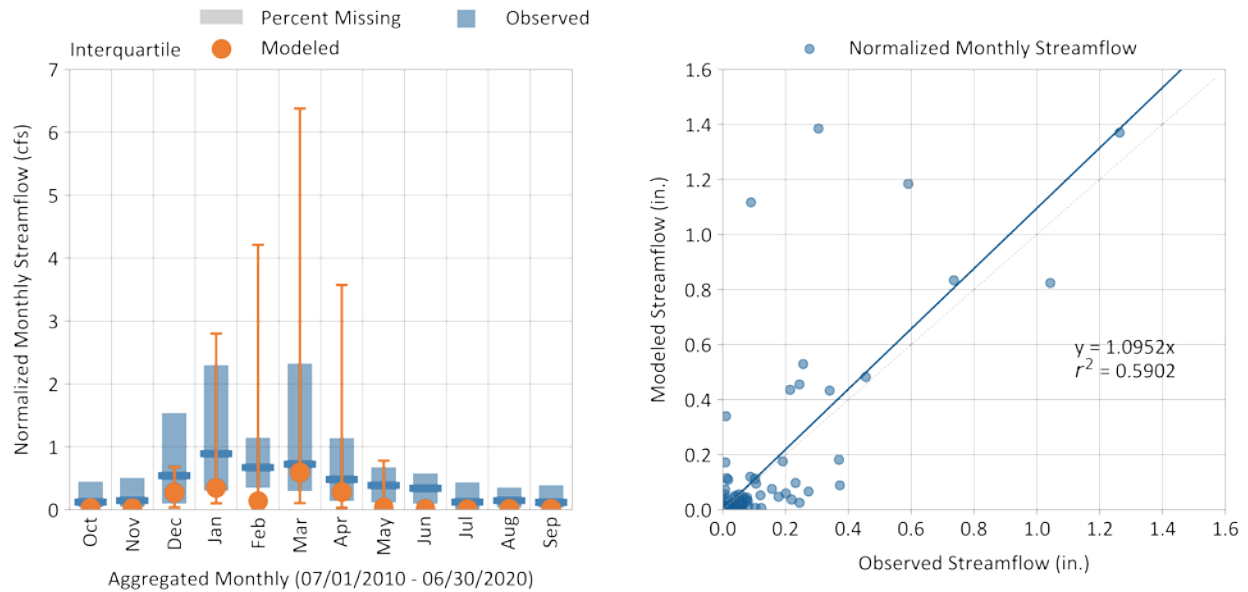 Percent Missing
Observed
Interquartile
Modeled
Normalized Monthly Streamflow (cfs)
7
6
5
4
3
2
1
0
Oct
Nov
Dec
Jan
Feb
Mar
Apr
May
Jun
Jul
Aug
Sep
Aggregated Monthly (07/01/2010 - 06/30/2020)
Normalized Monthly Streamflow
Modeled Streamflow (in.)
1.6
1.4
1.2
1.0
0.8
0.6
0.4
0.2
0.0
y = 1.0952x
r² = 0.5902
0.0 0.2 0.4 0.6 0.8 1.0 1.2 1.4 1.6
Observed Streamflow (in.)